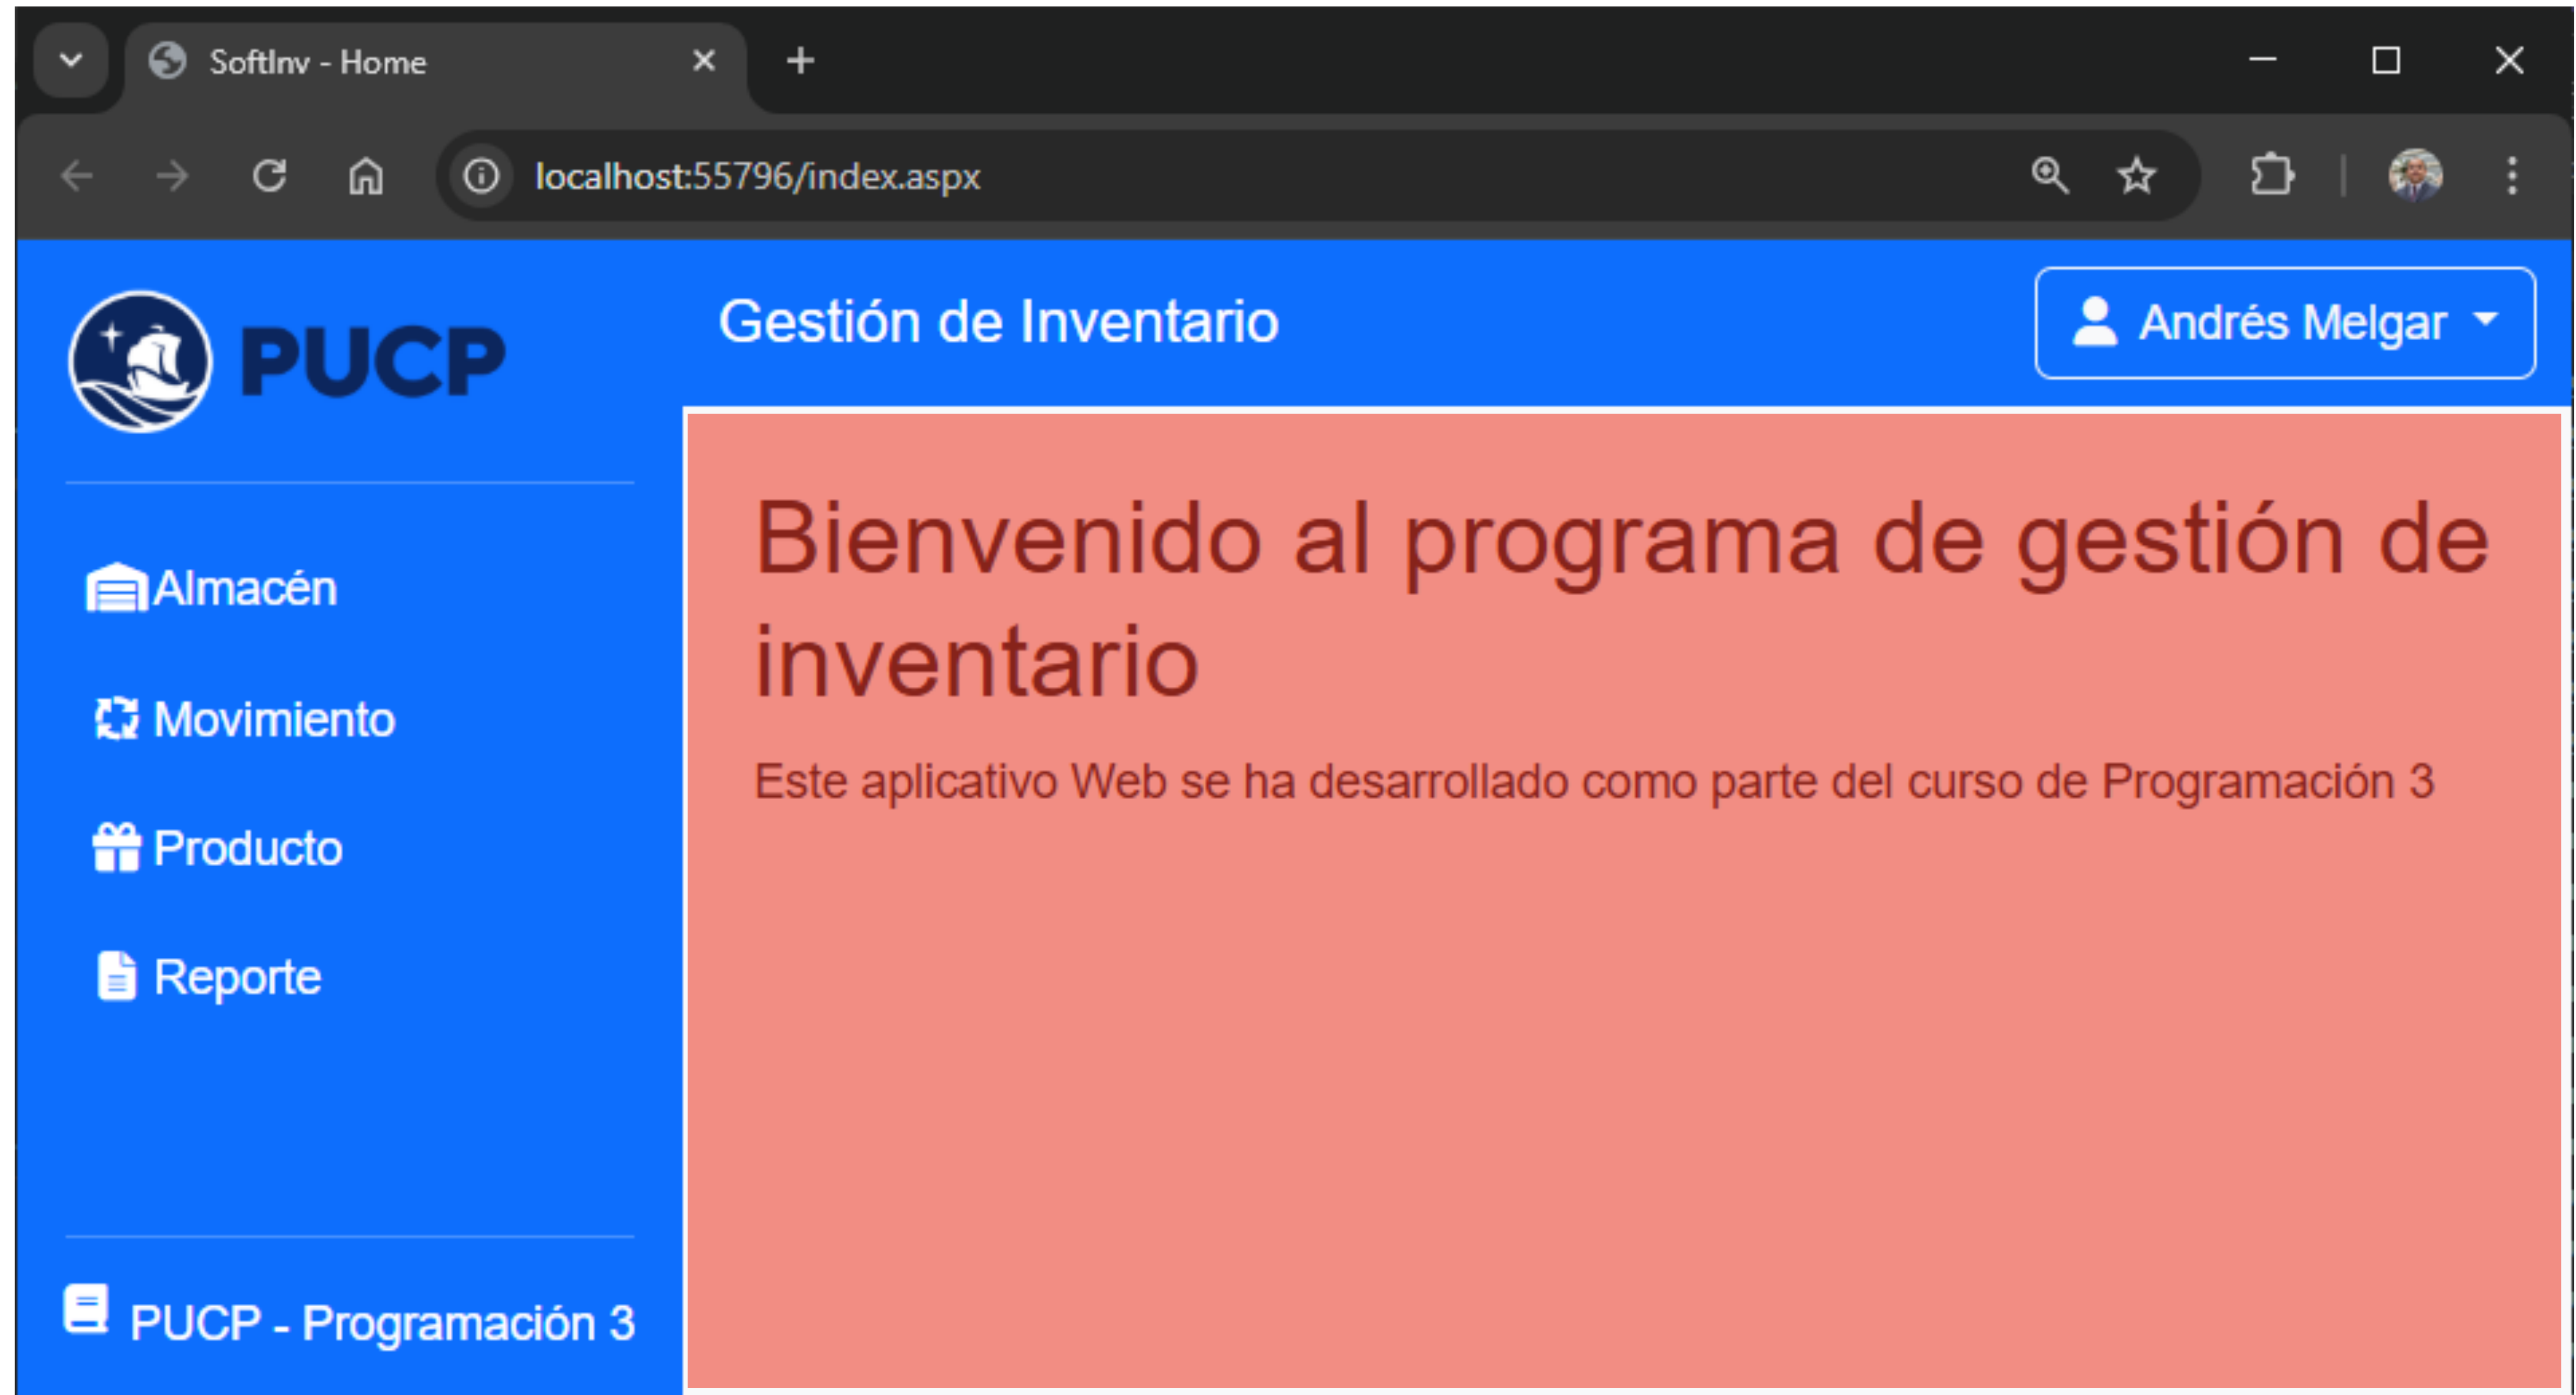 SoftInv - Home
localhost:55796/index.aspx
PUCP
Gestión de Inventario
Andrés Melgar
Almacén
Movimiento
Producto
Reporte
PUCP - Programación 3
Bienvenido al programa de gestión de
inventario
Este aplicativo Web se ha desarrollado como parte del curso de Programación 3